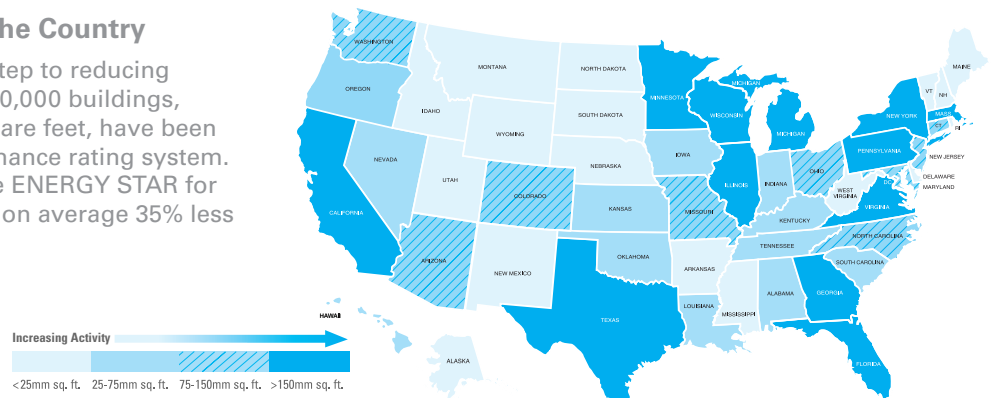 he Country
tep to reducing
0,000 buildings,
are feet, have been
nance rating system.
e ENERGY STAR for
on average 35% less
WASHINGTON
OREGON
CALIFORNIA
NEVADA
IDAHO
MONTANA
WYOMING
UTAH
ARIZONA
COLORADO
NEW MEXICO
NORTH DAKOTA
SOUTH DAKOTA
NEBRASKA
KANSAS
OKLAHOMA
TEXAS
MINNESOTA
IOWA
MISSOURI
ARKANSAS
LOUISIANA
WISCONSIN
ILLINOIS
MICHIGAN
MICHIGAN
INDIANA
OHIO
KENTUCKY
TENNESSEE
MISSISSIPPI
ALABAMA
GEORGIA
FLORIDA
SOUTH CAROLINA
NORTH CAROLINA
VIRGINIA
WEST
VIRGINIA
DC
PENNSYLVANIA
NEW YORK
VT
NH
MAINE
MASS
CT
RI
NEW JERSEY
DELAWARE
MARYLAND
HAWAII
ALASKA
Increasing Activity
<25mm sq. ft. 25-75mm sq. ft. 75-150mm sq. ft. >150mm sq. ft.